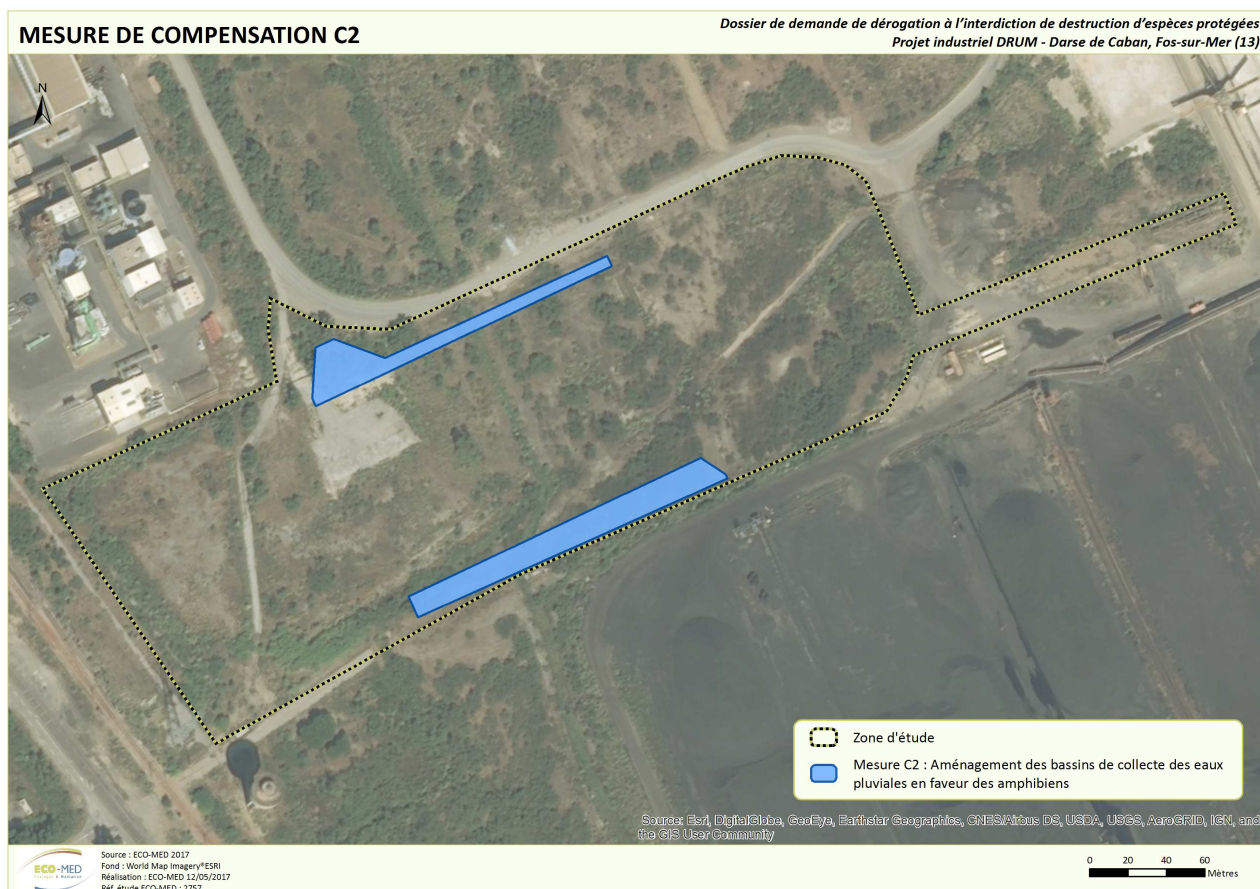 MESURE DE COMPENSATION C2
Dossier de demande de dérogation à l'interdiction de destruction d'espèces protégées
Projet industriel DRUM - Darse de Caban, Fos-sur-Mer (13)
N
Zone d'étude
Mesure C2 : Aménagement des bassins de collecte des eaux
pluviales en faveur des amphibiens
Source: Esri, DigitalGlobe, GeoEye, Earthstar Geographics, CNES/Airbus DS, USDA, USGS, AeroGRID, IGN, and
the GIS User Community
ECO-MED
Source : ECO-MED 2017
Fond : World Map Imagery®ESRI
Réalisation : ECO-MED 12/05/2017
Réf. étude ECO-MED : 2757
0 20 40 60
Mètres